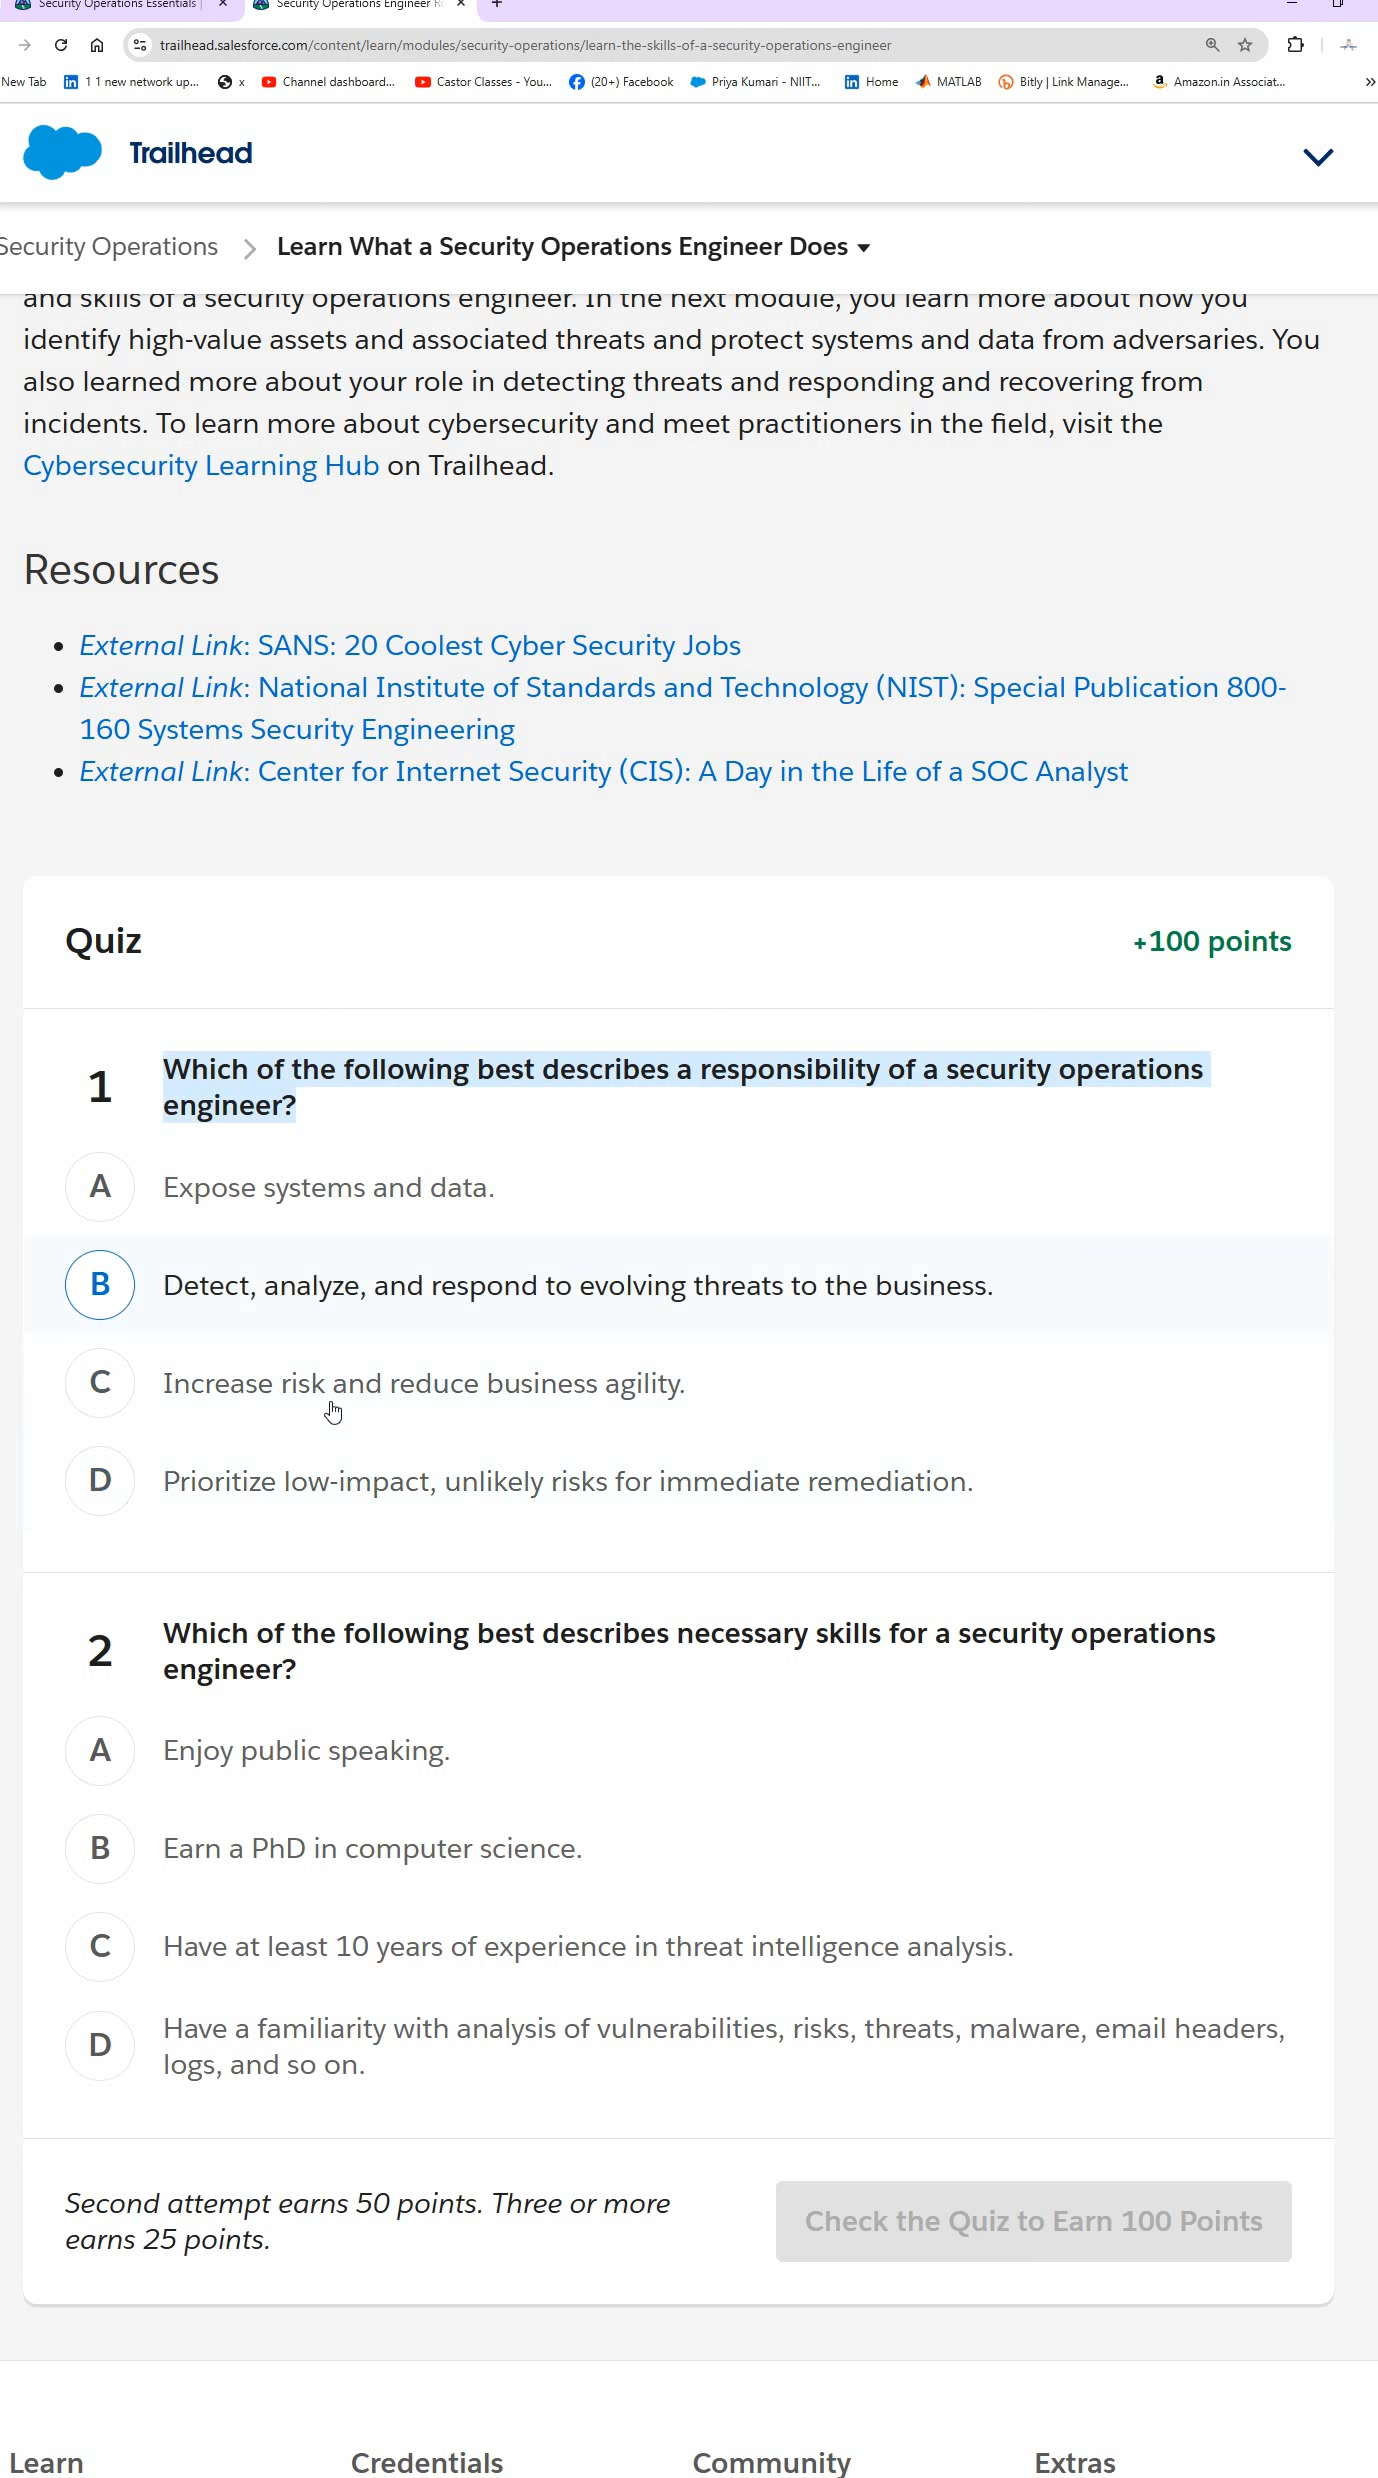 Security Operations Essentials |
Security Operations Engineer R
trailhead.salesforce.com/content/learn/modules/security-operations/learn-the-skills-of-a-security-operations-engineer
New Tab
1 1 new network up...
x
Channel dashboard...
Castor Classes - You...
(20+) Facebook
Priya Kumari - NIIT...
Home
MATLAB
Bitly | Link Manage...
Amazon.in Associat...
»
Trailhead
Security Operations
Learn What a Security Operations Engineer Does
and skills of a security operations engineer. In the next module, you learn more about how you
identify high-value assets and associated threats and protect systems and data from adversaries. You
also learned more about your role in detecting threats and responding and recovering from
incidents. To learn more about cybersecurity and meet practitioners in the field, visit the
Cybersecurity Learning Hub on Trailhead.
Resources
• External Link: SANS: 20 Coolest Cyber Security Jobs
• External Link: National Institute of Standards and Technology (NIST): Special Publication 800-
160 Systems Security Engineering
• External Link: Center for Internet Security (CIS): A Day in the Life of a SOC Analyst
Quiz
+100 points
1
Which of the following best describes a responsibility of a security operations
engineer?
A
Expose systems and data.
B
Detect, analyze, and respond to evolving threats to the business.
C
Increase risk and reduce business agility.
D
Prioritize low-impact, unlikely risks for immediate remediation.
2
Which of the following best describes necessary skills for a security operations
engineer?
A
Enjoy public speaking.
B
Earn a PhD in computer science.
C
Have at least 10 years of experience in threat intelligence analysis.
D
Have a familiarity with analysis of vulnerabilities, risks, threats, malware, email headers,
logs, and so on.
Second attempt earns 50 points. Three or more
earns 25 points.
Check the Quiz to Earn 100 Points
Learn
Credentials
Community
Extras